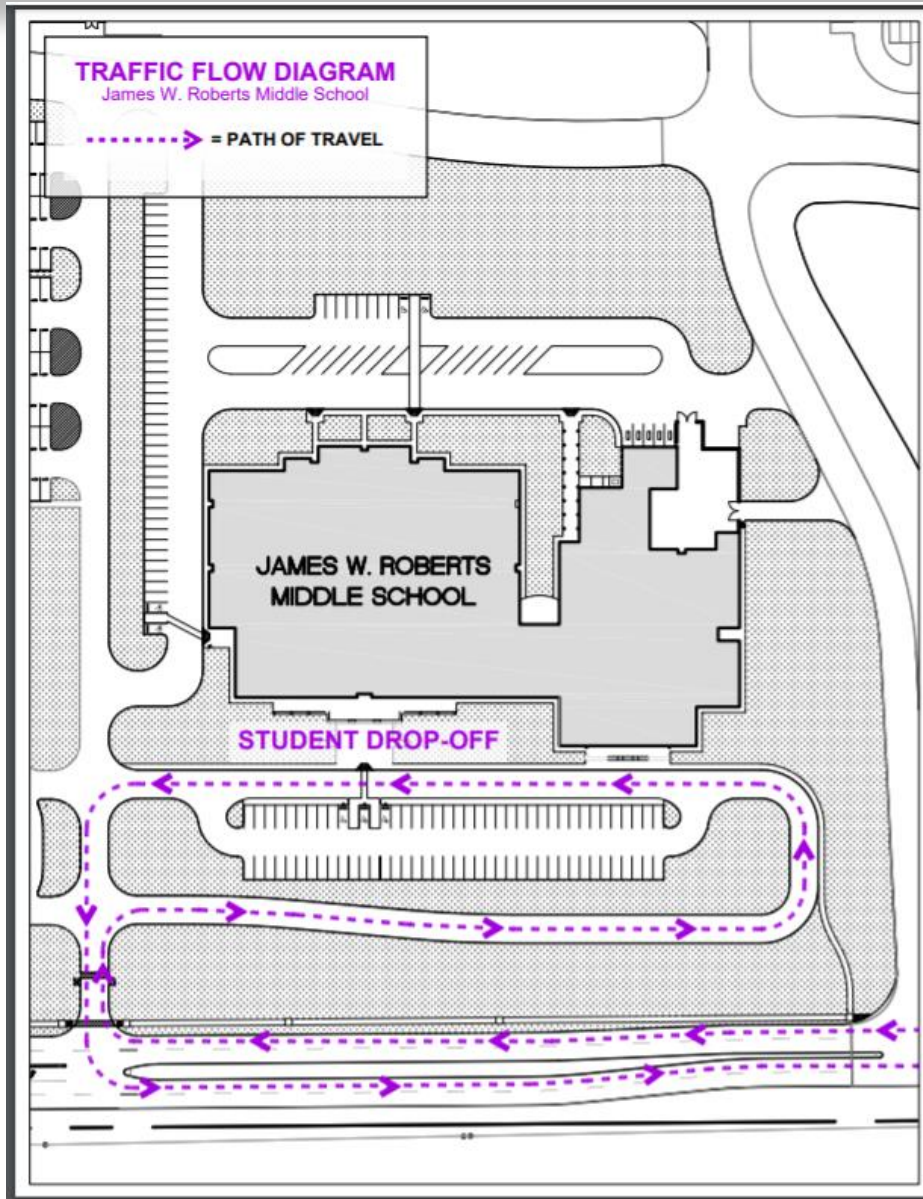 TRAFFIC FLOW DIAGRAM
James W. Roberts Middle School
= PATH OF TRAVEL
JAMES W. ROBERTS
MIDDLE SCHOOL
STUDENT DROP-OFF